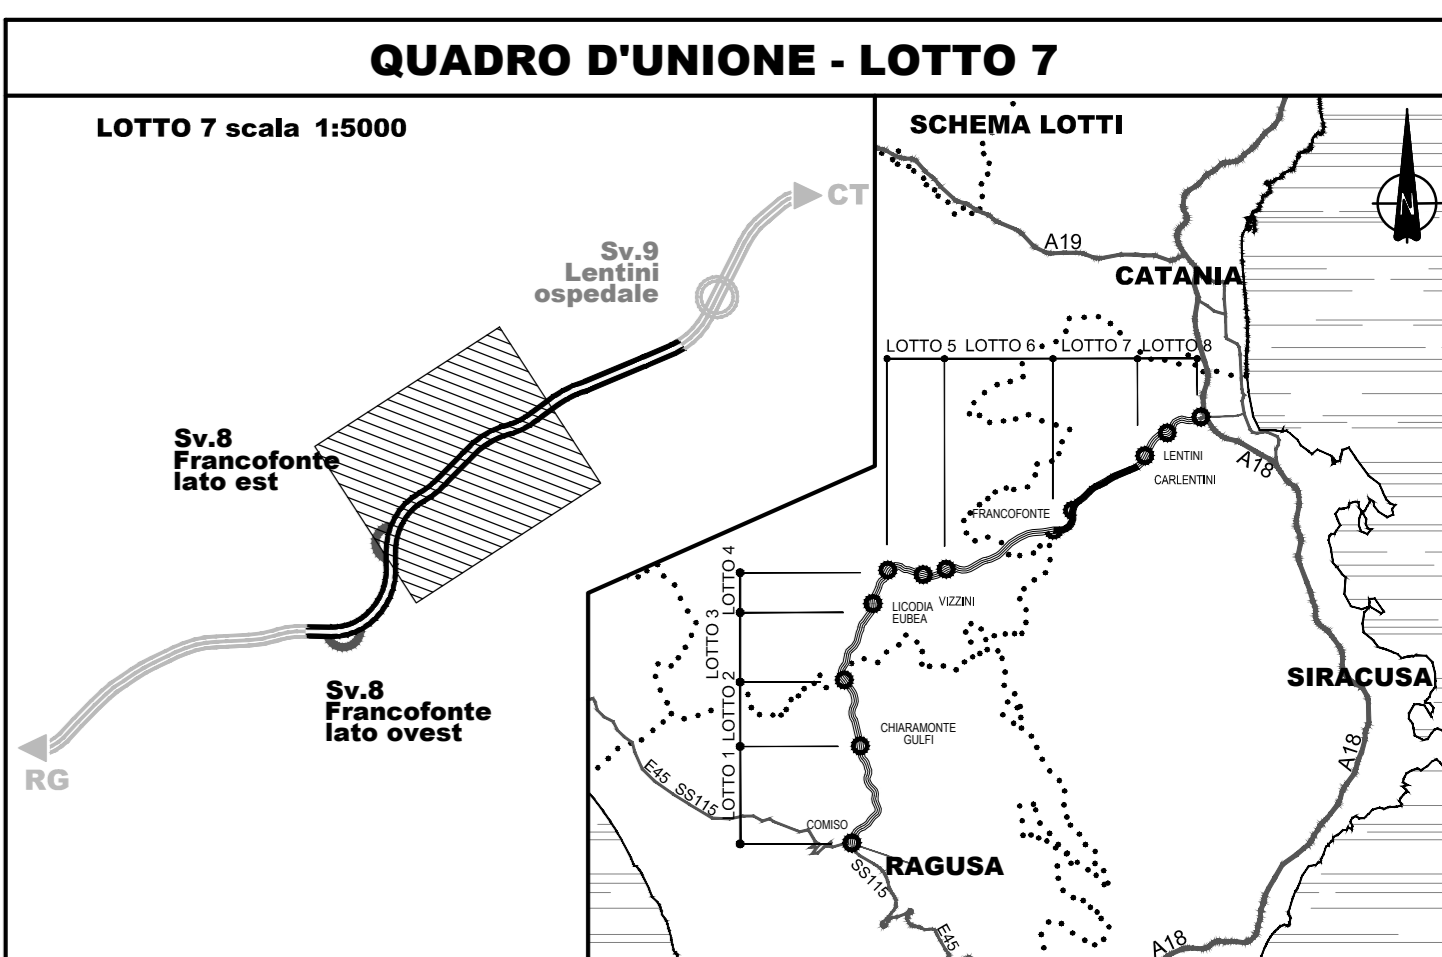 QUADRO D'UNIONE - LOTTO 7
LOTTO 7 scala 1:5000
CT
Sv.9
Lentini
ospedale
Sv.8
Francofonte
lato est
Sv.8
Francofonte
lato ovest
RG
SCHEMA LOTTI
N
A19
CATANIA
LOTTO 5
LOTTO 6
LOTTO 7
LOTTO 8
A18
LENTINI
CARLENTINI
FRANCOFONTE
LOTTO 4
LOTTO 3
LOTTO 2
LOTTO 1
VIZZINI
LICODIA
EUBEA
CHIARAMONTE
GULFI
SIRACUSA
A18
E45
SS115
COMISO
RAGUSA
SS115
E45
A18